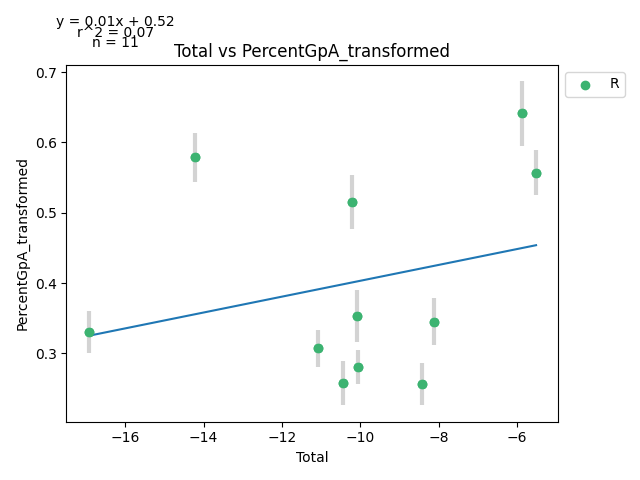 y = 0.01x + 0.52
r^2 = 0.07
n = 11
Total vs PercentGpA_transformed
R
0.7
0.6
0.5
0.4
0.3
PercentGpA_transformed
−16
−14
−12
−10
−8
−6
Total